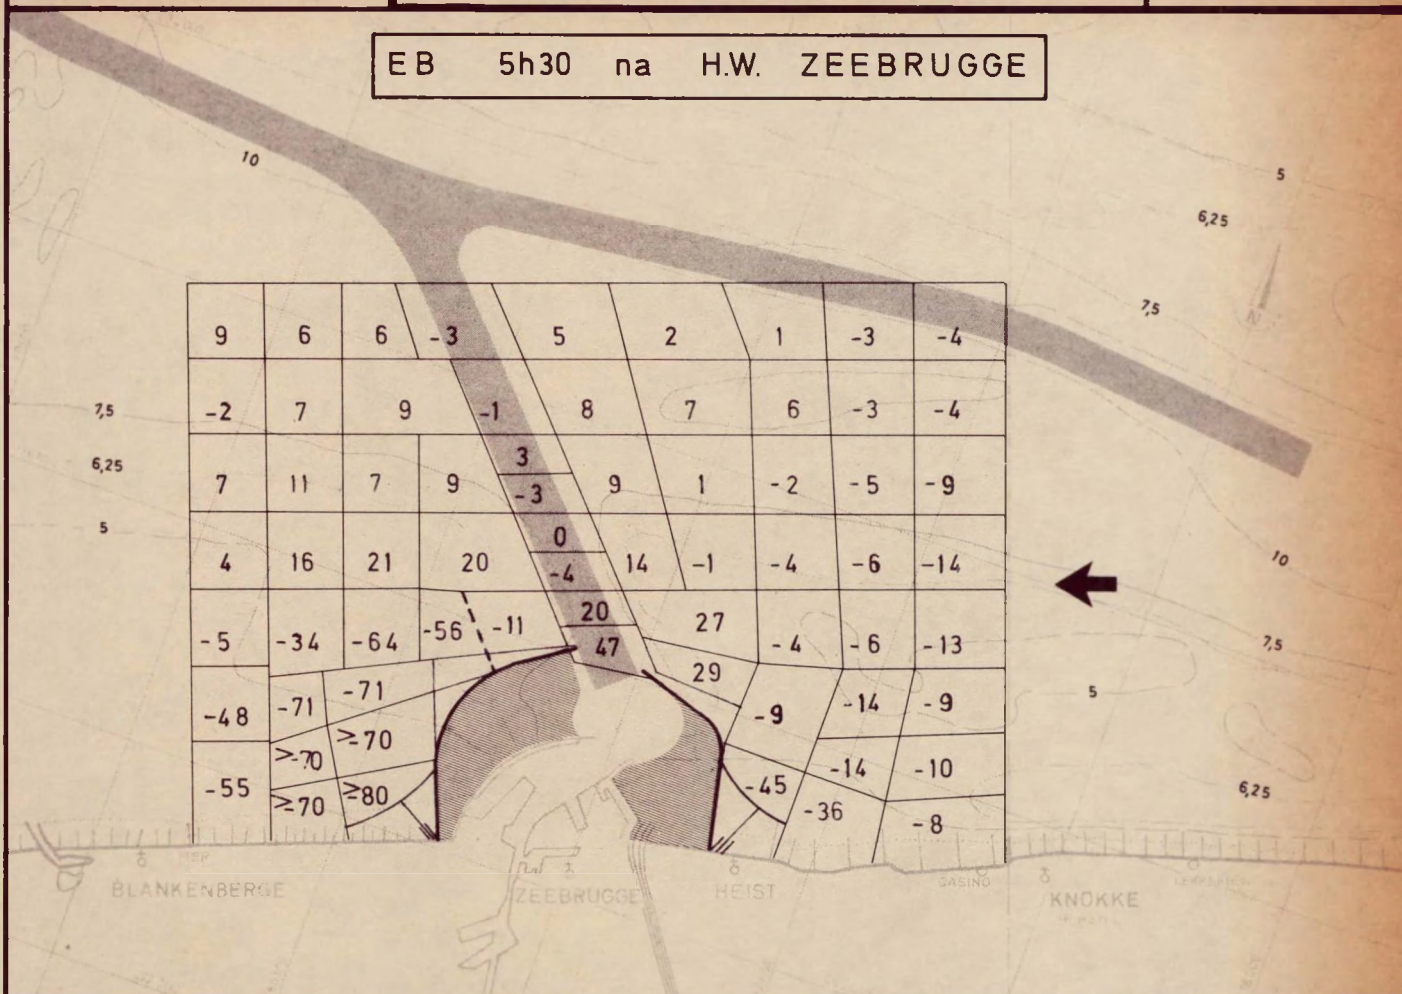 EB 5h30 na H.W. ZEEBRUGGE
10
5
6,25
7,5
9 6 6 -3 5 2 1 -3 -4
7,5 -2 7 9 -1 8 7 6 -3 -4
3
6,25 7 11 7 9 -3 9 1 -2 -5 -9
5 0
4 16 21 20 -4 14 -1 -4 -6 -14 10
20
-5 -34 -64 -56 -11 47 27 -4 -6 -13 7,5
29
-48 -71 -71 -9 -14 -9 5
≥-70 ≥-70 -14 -10
-55 ≥-70 ≥-80 -45 -36 -8 6,25
BLANKENBERGE ZEEBRUGGE HEIST CASINO KNOKKE